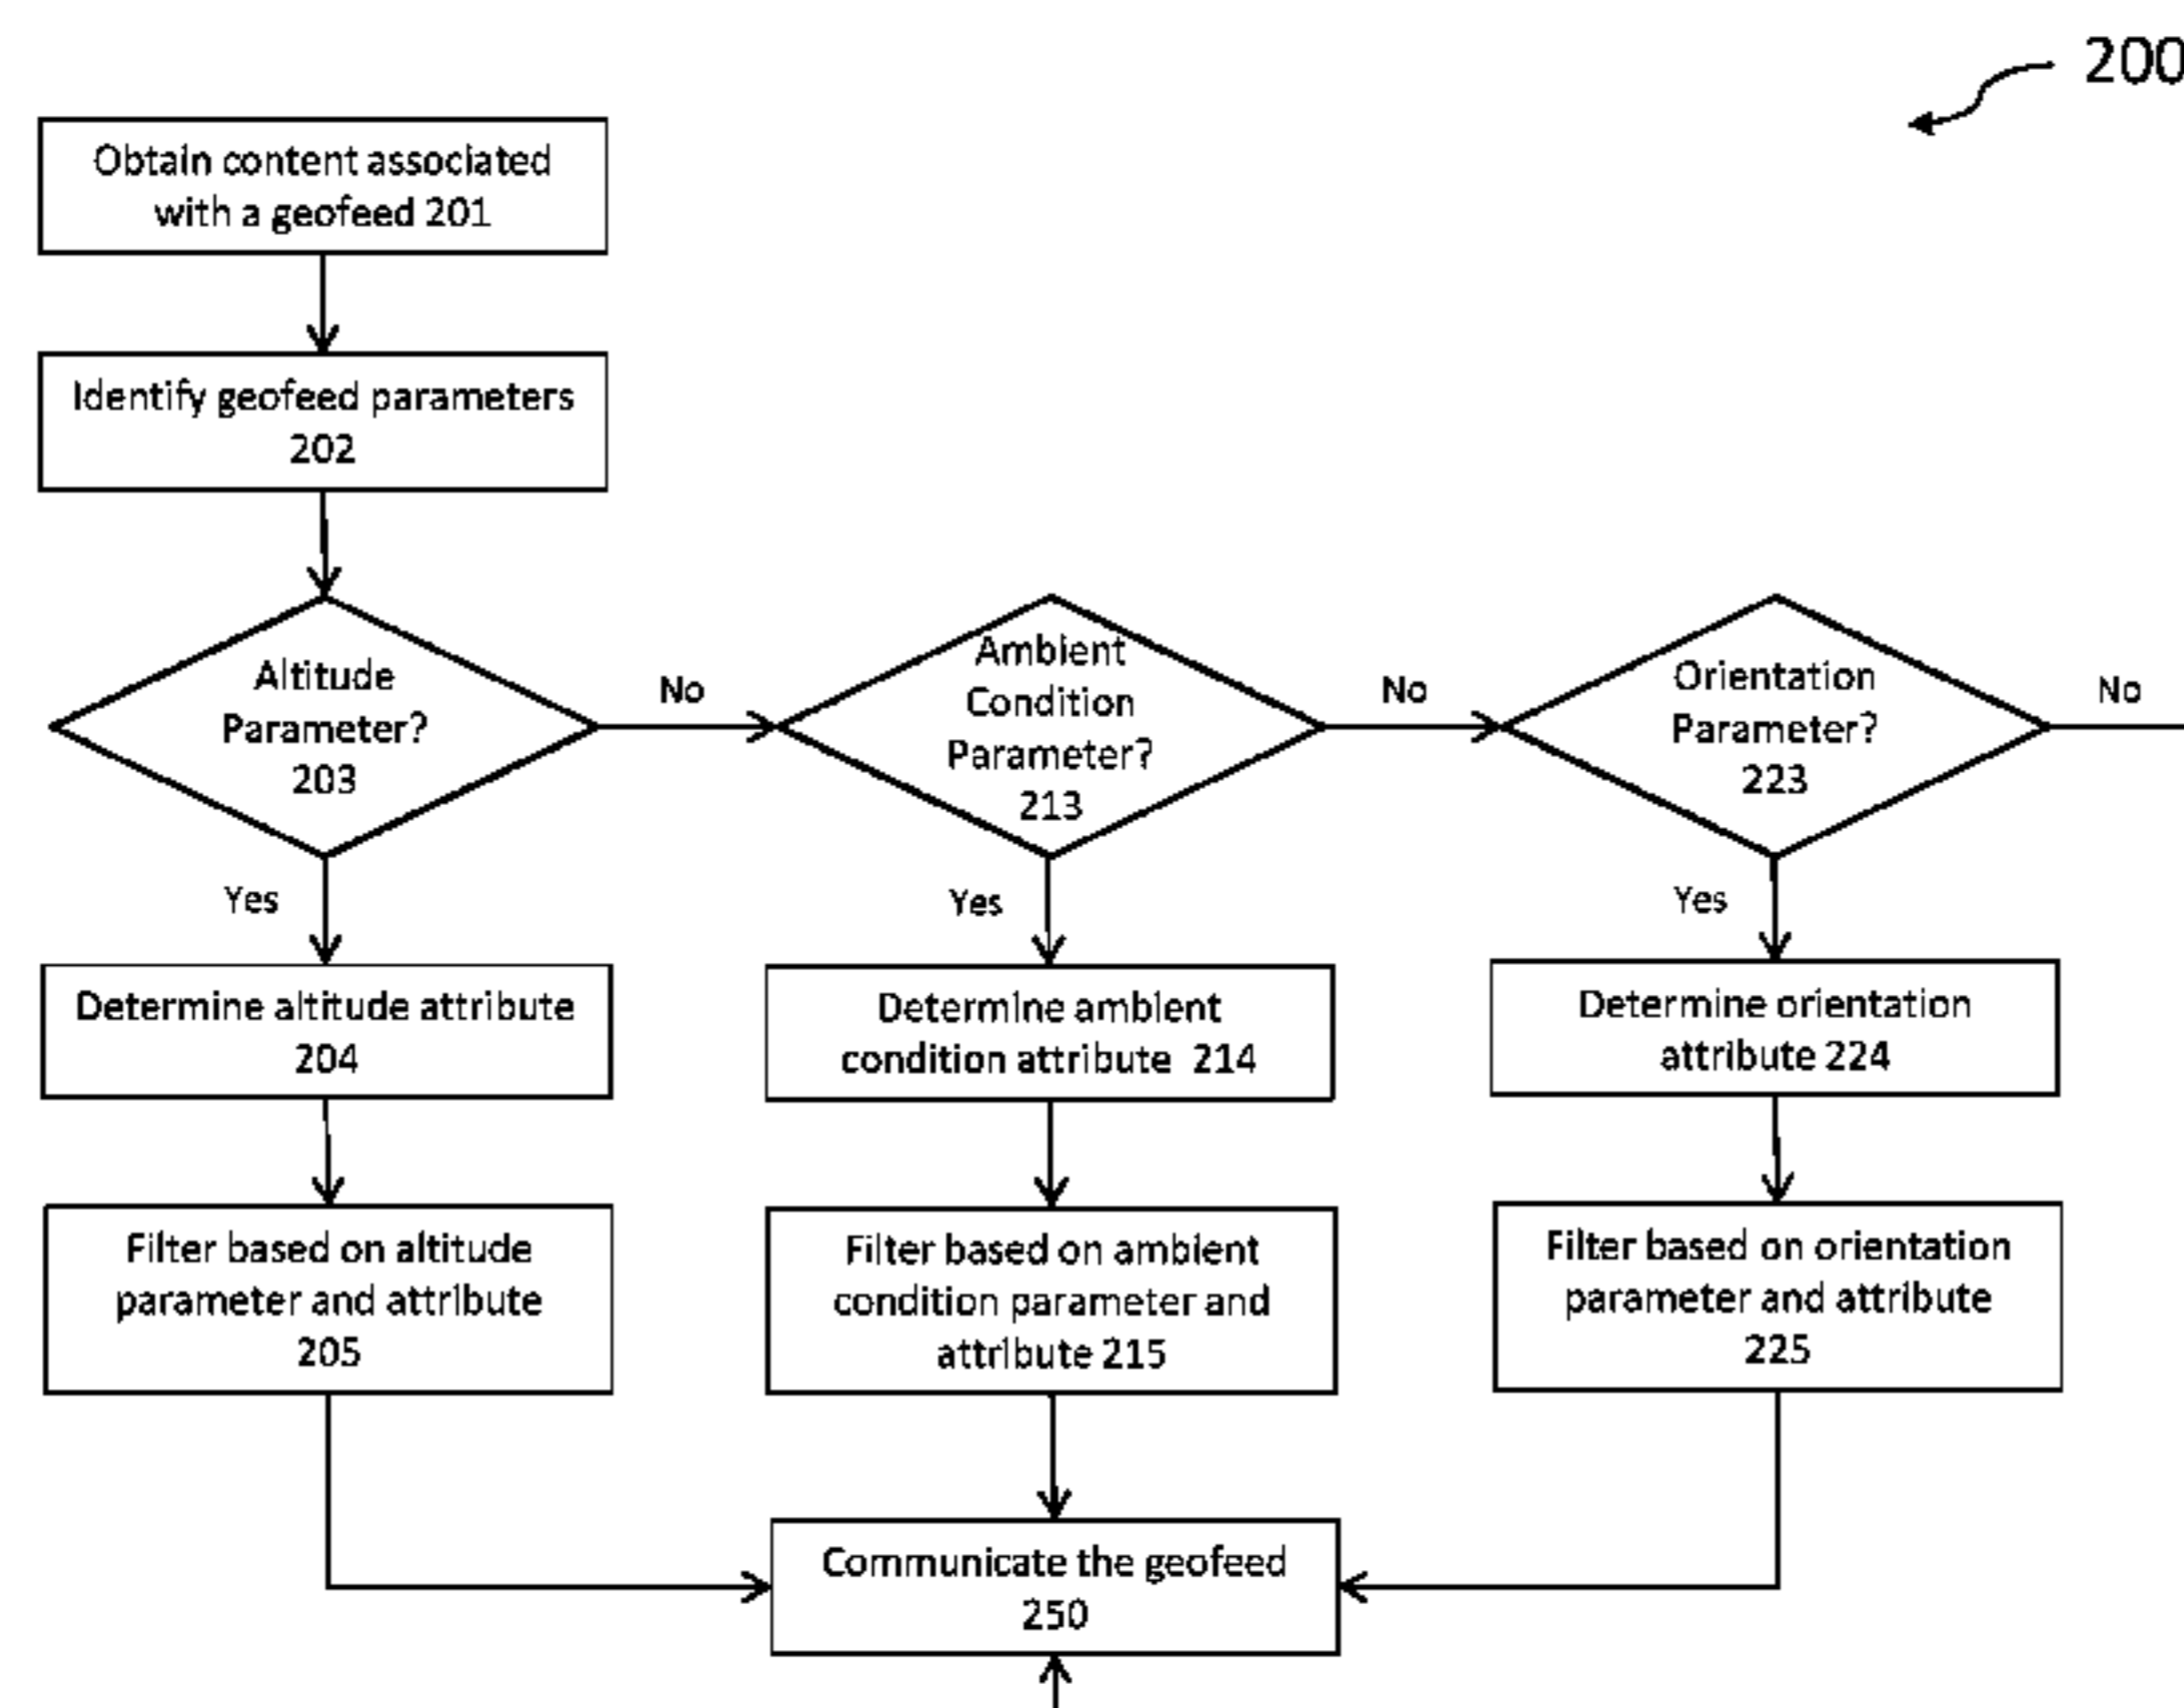 200
Obtain content associated
with a geofeed 201
Identify geofeed parameters
202
Altitude
Parameter?
203
No
Ambient
Condition
Parameter?
213
No
Orientation
Parameter?
223
No
Yes
Yes
Yes
Determine altitude attribute
204
Determine ambient
condition attribute 214
Determine orientation
attribute 224
Filter based on altitude
parameter and attribute
205
Filter based on ambient
condition parameter and
attribute 215
Filter based on orientation
parameter and attribute
225
Communicate the geofeed
250